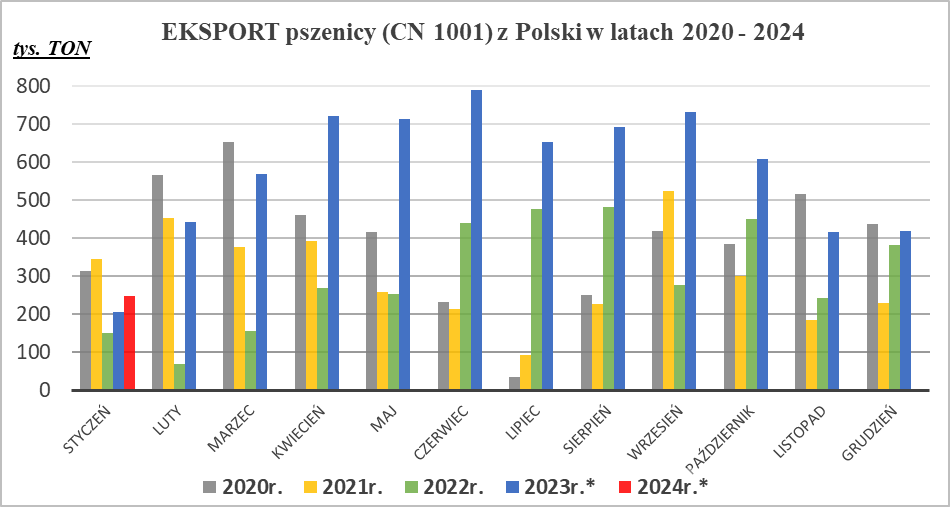 EKSPORT pszenicy (CN 1001) z Polski w latach 2020 - 2024
tys. TON
800
700
600
500
400
300
200
100
0
STYCZEŃ
LUTY
MARZEC
KWIECIEŃ
MAJ
CZERWIEC
LIPIEC
SIERPIEŃ
WRZESIEŃ
PAŹDZIERNIK
LISTOPAD
GRUDZIEŃ
2020r. 2021r. 2022r. 2023r.* 2024r.*